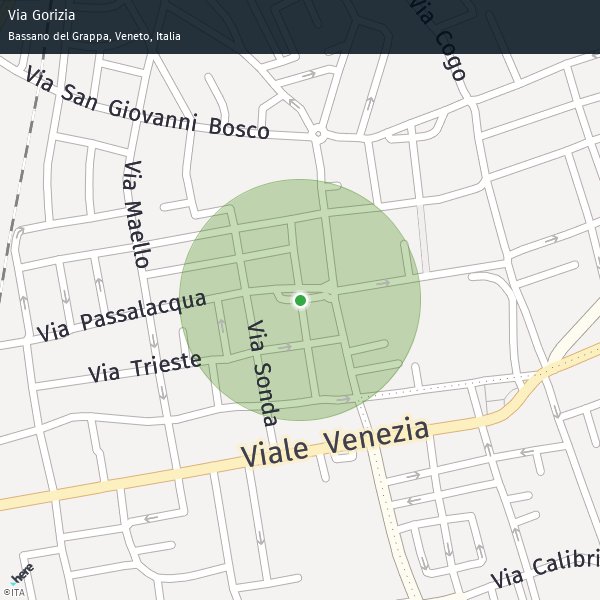 Via Gorizia
Bassano del Grappa, Veneto, Italia
Via Cogo
Via San Giovanni Bosco
Via Maello
Via Passalacqua
Via Trieste
Via Sonda
Viale Venezia
Via Calibri
here
©ITA